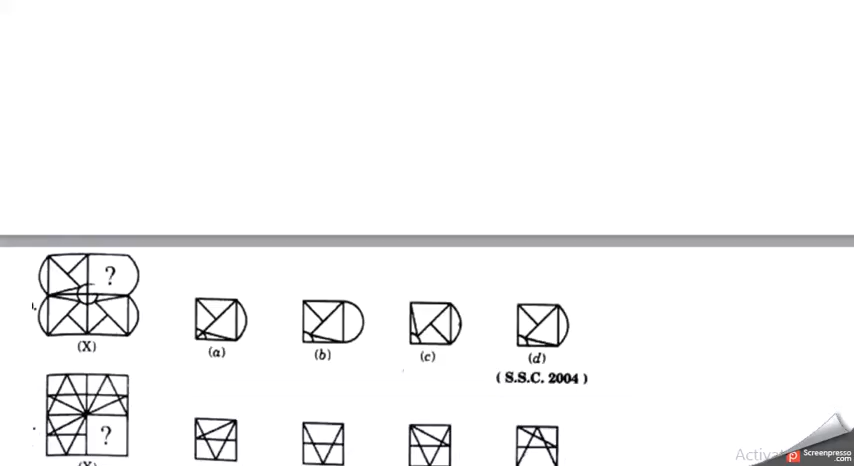 ?
(X)
(a)
(b)
(c)
(d)
( S.S.C. 2004 )
?
Activat
Screenpresso
.com